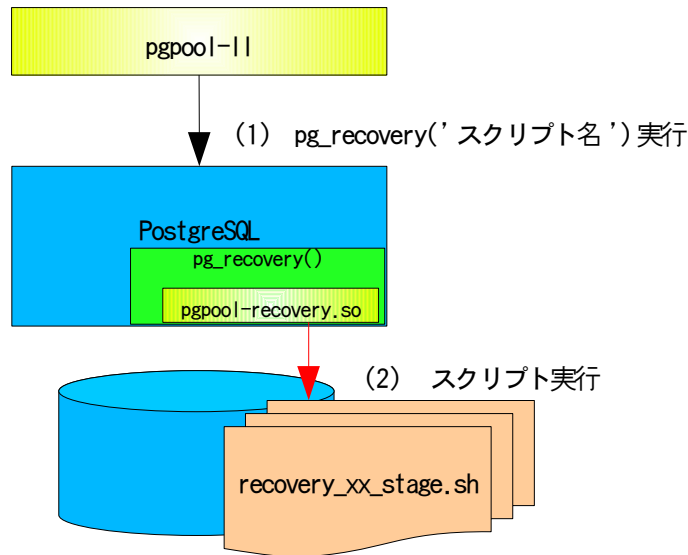 pgpool-II
(1) pg_recovery('スクリプト名')実行
PostgreSQL
pg_recovery()
pgpool-recovery.so
(2) スクリプト実行
recovery_xx_stage.sh